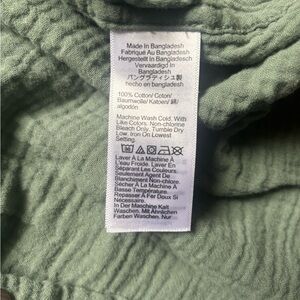 Made In Bangladesh
Fabriqué Au Bangladesh
Hergestellt In Bangladesh
Vervaardigd In
Bangladesh
バングラディシュ製
hecho en bangladesh
100% Cotton/ Coton/
Baumwolle/ Katoen/ 綿/
algodón
Machine Wash Cold, With
Like Colors. Non-chlorine
Bleach Only. Tumble Dry
Low. Iron On Lowest
Setting.
Laver À La Machine À
L'eau Froide. Laver En
Séparant Les Couleurs.
Seulement Agent De
Blanchiment Non-chlorine.
Sécher À La Machine À
Basse Température.
Repasser À Fer Doux Si
Nécessaire.
In Der Maschine Kalt
Waschen. Mit Ähnlichen
Farben Waschen. Nur